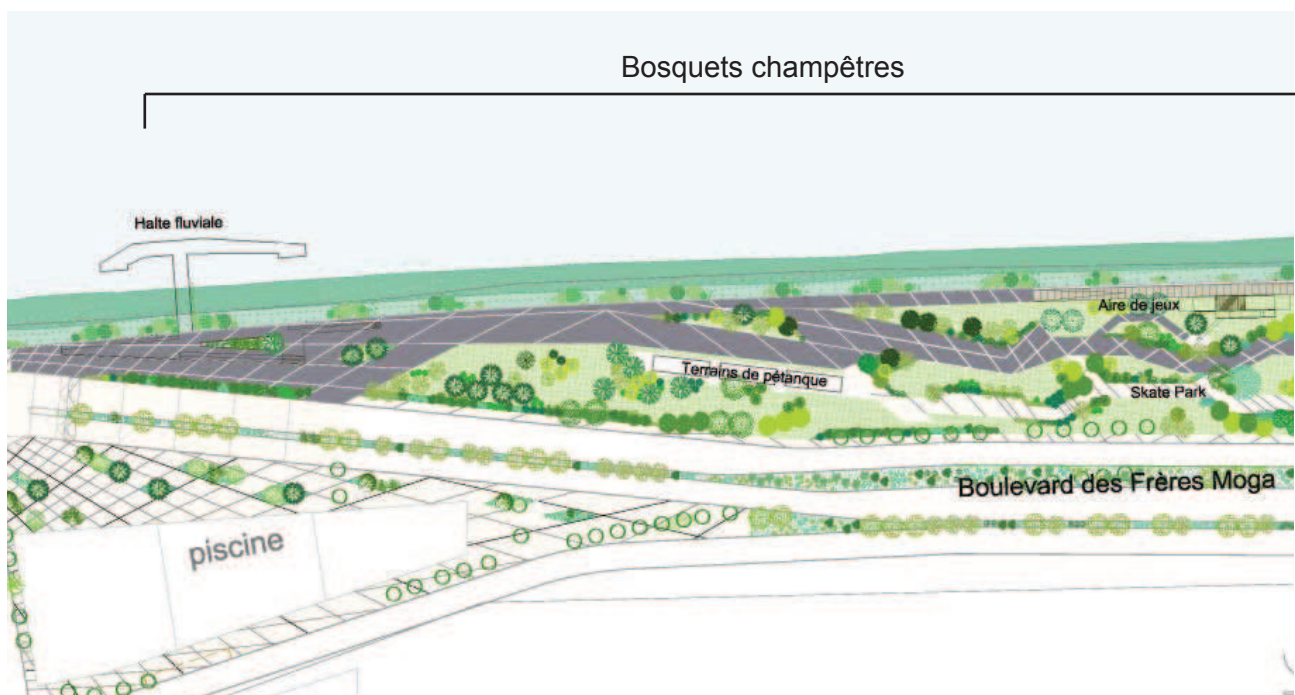 Bosquets champêtres
Halte fluviale
Aire de jeux
Terrains de pétanque
Skate Park
Boulevard des Frères Moga
piscine